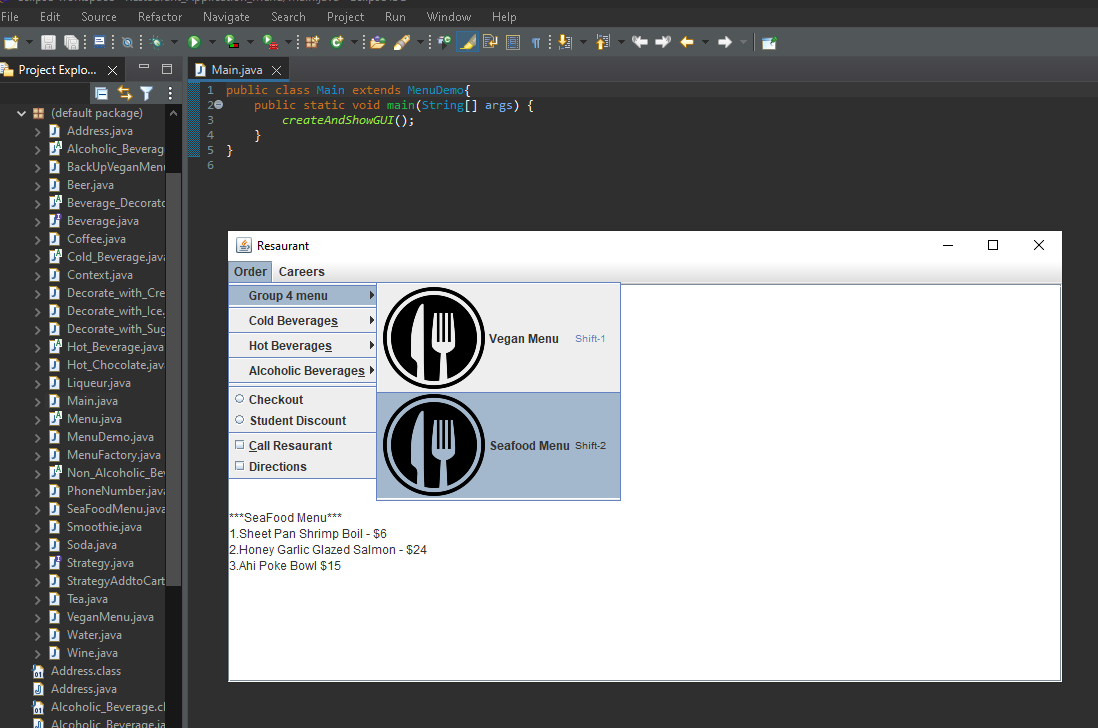 File Edit Source Refactor Navigate Search Project Run Window Help
Project Explo...
Main.java
(default package)
Address.java
Alcoholic_Beverag
BackUpVeganMenu
Beer.java
Beverage_Decorato
Beverage.java
Coffee.java
Cold_Beverage.java
Context.java
Decorate_with_Cre
Decorate_with_Ice.
Decorate_with_Sug
Hot_Beverage.java
Hot_Chocolate.java
Liqueur.java
Main.java
Menu.java
MenuDemo.java
MenuFactory.java
Non_Alcoholic_Bev
PhoneNumber.java
SeaFoodMenu.java
Smoothie.java
Soda.java
Strategy.java
StrategyAddtoCart
Tea.java
VeganMenu.java
Water.java
Wine.java
Address.class
Address.java
Alcoholic_Beverage.cl
Alcoholic_Beverage.ja
1 public class Main extends MenuDemo{
2 public static void main(String[] args) {
3 createAndShowGUI();
4 }
5 }
6
Resaurant
Order Careers
Group 4 menu
Cold Beverages
Hot Beverages
Alcoholic Beverages
Checkout
Student Discount
Call Resaurant
Directions
Vegan Menu Shift-1
Seafood Menu Shift-2
***SeaFood Menu***
1.Sheet Pan Shrimp Boil - $6
2.Honey Garlic Glazed Salmon - $24
3.Ahi Poke Bowl $15